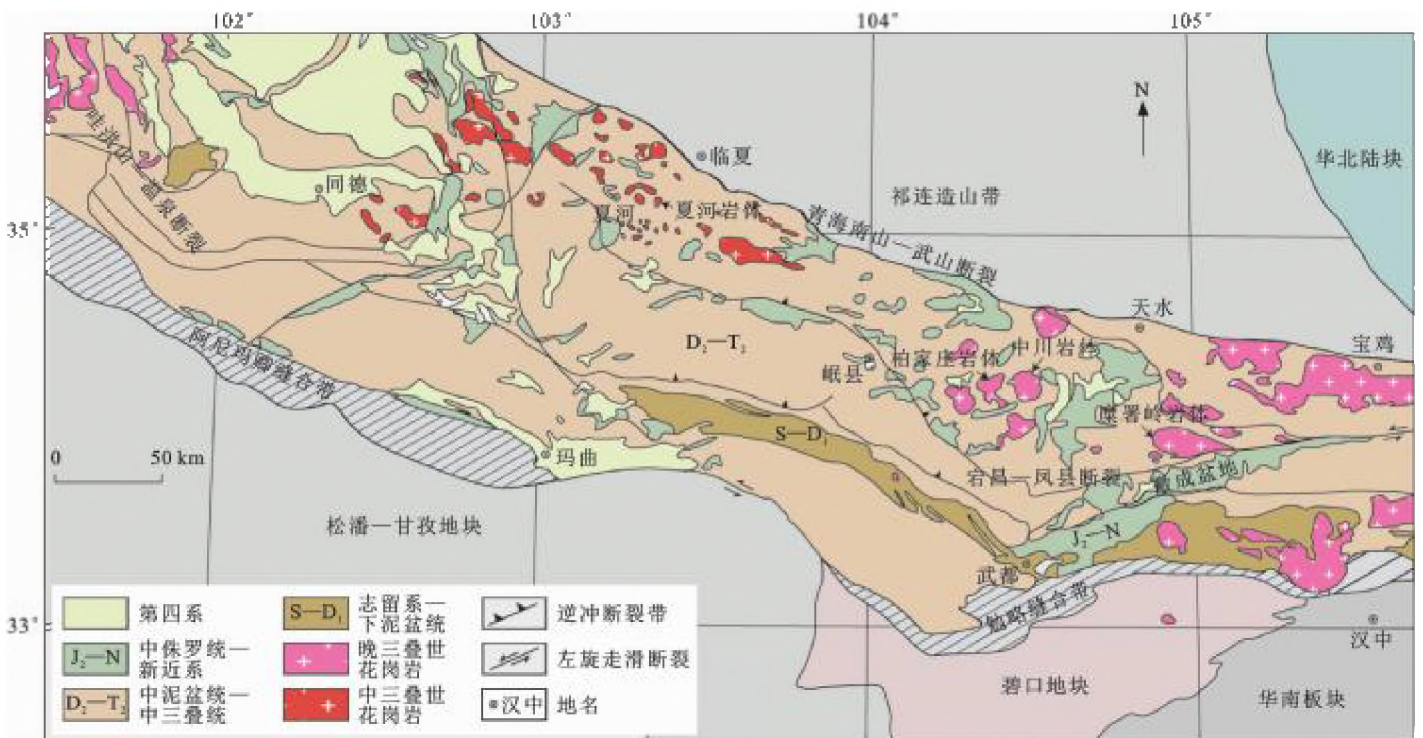 102°
103°
104°
105°
N
临夏
华北陆块
同德
祁连造山带
哇洪山—温泉断裂
35°
夏河
夏河岩体
青海南山—武山断裂
天水
宝鸡
D₂—T₂
岷县
柏家庄岩体
中川岩体
阿尼玛卿缝合带
糜署岭岩体
S—D₁
0 50 km
玛曲
宕昌—凤县断裂
徽成盆地
松潘—甘孜地块
J₂—N
武都
勉略缝合带
33°
汉中
碧口地块
华南板块
第四系
S—D₁ 志留系—
下泥盆统
逆冲断裂带
J₂—N 中侏罗统—
新近系
晚三叠世
花岗岩
左旋走滑断裂
D₂—T₂ 中泥盆统—
中三叠统
中三叠世
花岗岩
汉中 地名